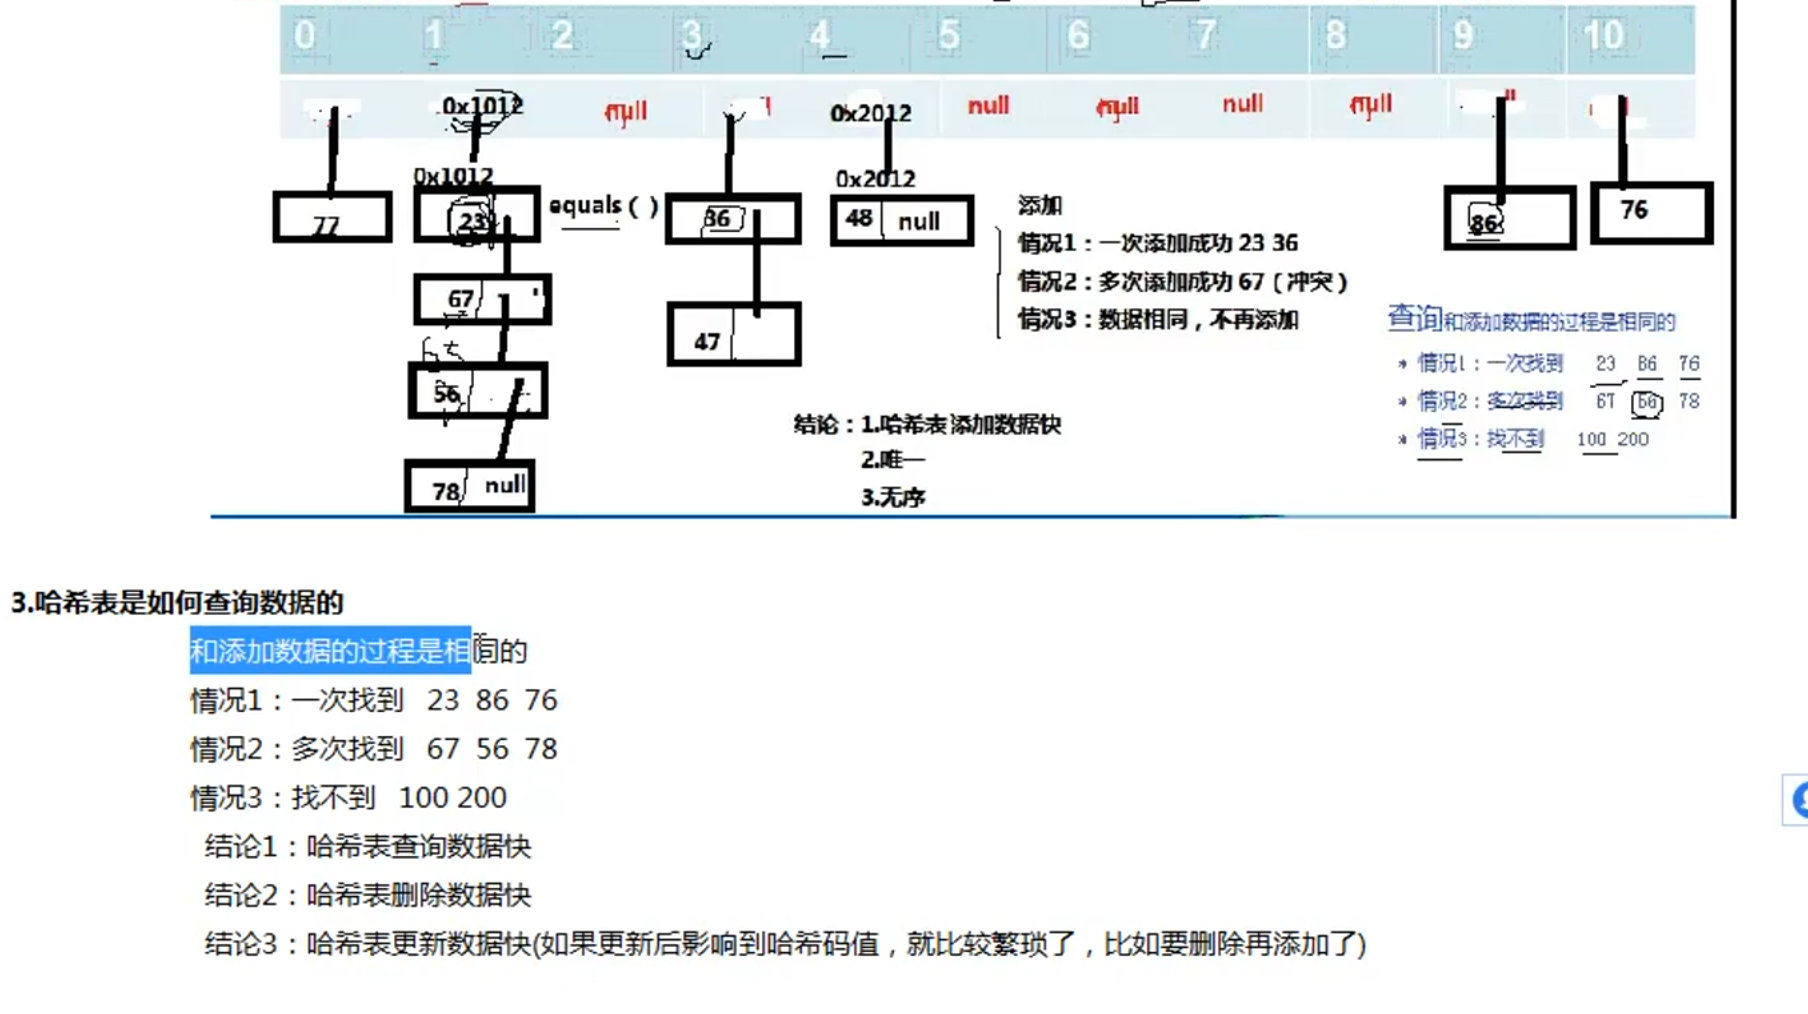 0 1 2 3 4 5 6 7 8 9 10
0x1012 null 0x2012 null null null null
0x1012 0x2012
77 23 equals ( ) 36 48 null 86 76
67
47
56
78 null
添加
情况1：一次添加成功 23 36
情况2：多次添加成功 67（冲突）
情况3：数据相同，不再添加
结论：1.哈希表添加数据快
2.唯一
3.无序
查询和添加数据的过程是相同的
情况1：一次找到 23 86 76
情况2：多次找到 67 56 78
情况3：找不到 100 200
3.哈希表是如何查询数据的
和添加数据的过程是相同的
情况1：一次找到 23 86 76
情况2：多次找到 67 56 78
情况3：找不到 100 200
结论1：哈希表查询数据快
结论2：哈希表删除数据快
结论3：哈希表更新数据快(如果更新后影响到哈希码值，就比较繁琐了，比如要删除再添加了)